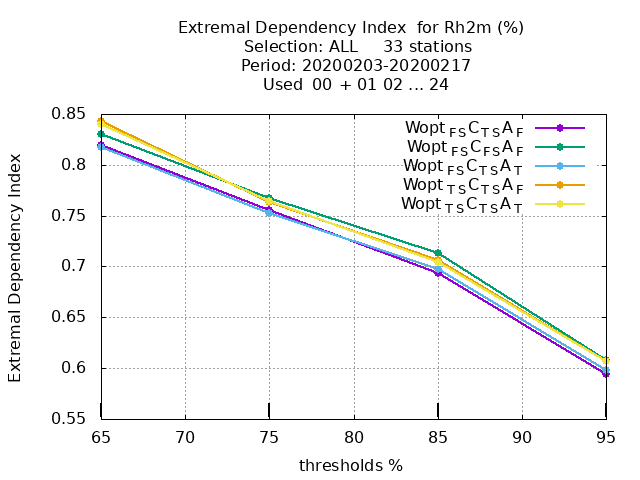 Extremal Dependency Index  for Rh2m (%)
Selection: ALL     33 stations
Period: 20200203-20200217
Used  00 + 01 02 ... 24
Extremal Dependency Index
0.85
0.8
0.75
0.7
0.65
0.6
0.55
Wopt FS C TS A F
Wopt FS C FS A F
Wopt FS C TS A T
Wopt TS C TS A F
Wopt TS C TS A T
65 70 75 80 85 90 95
thresholds %